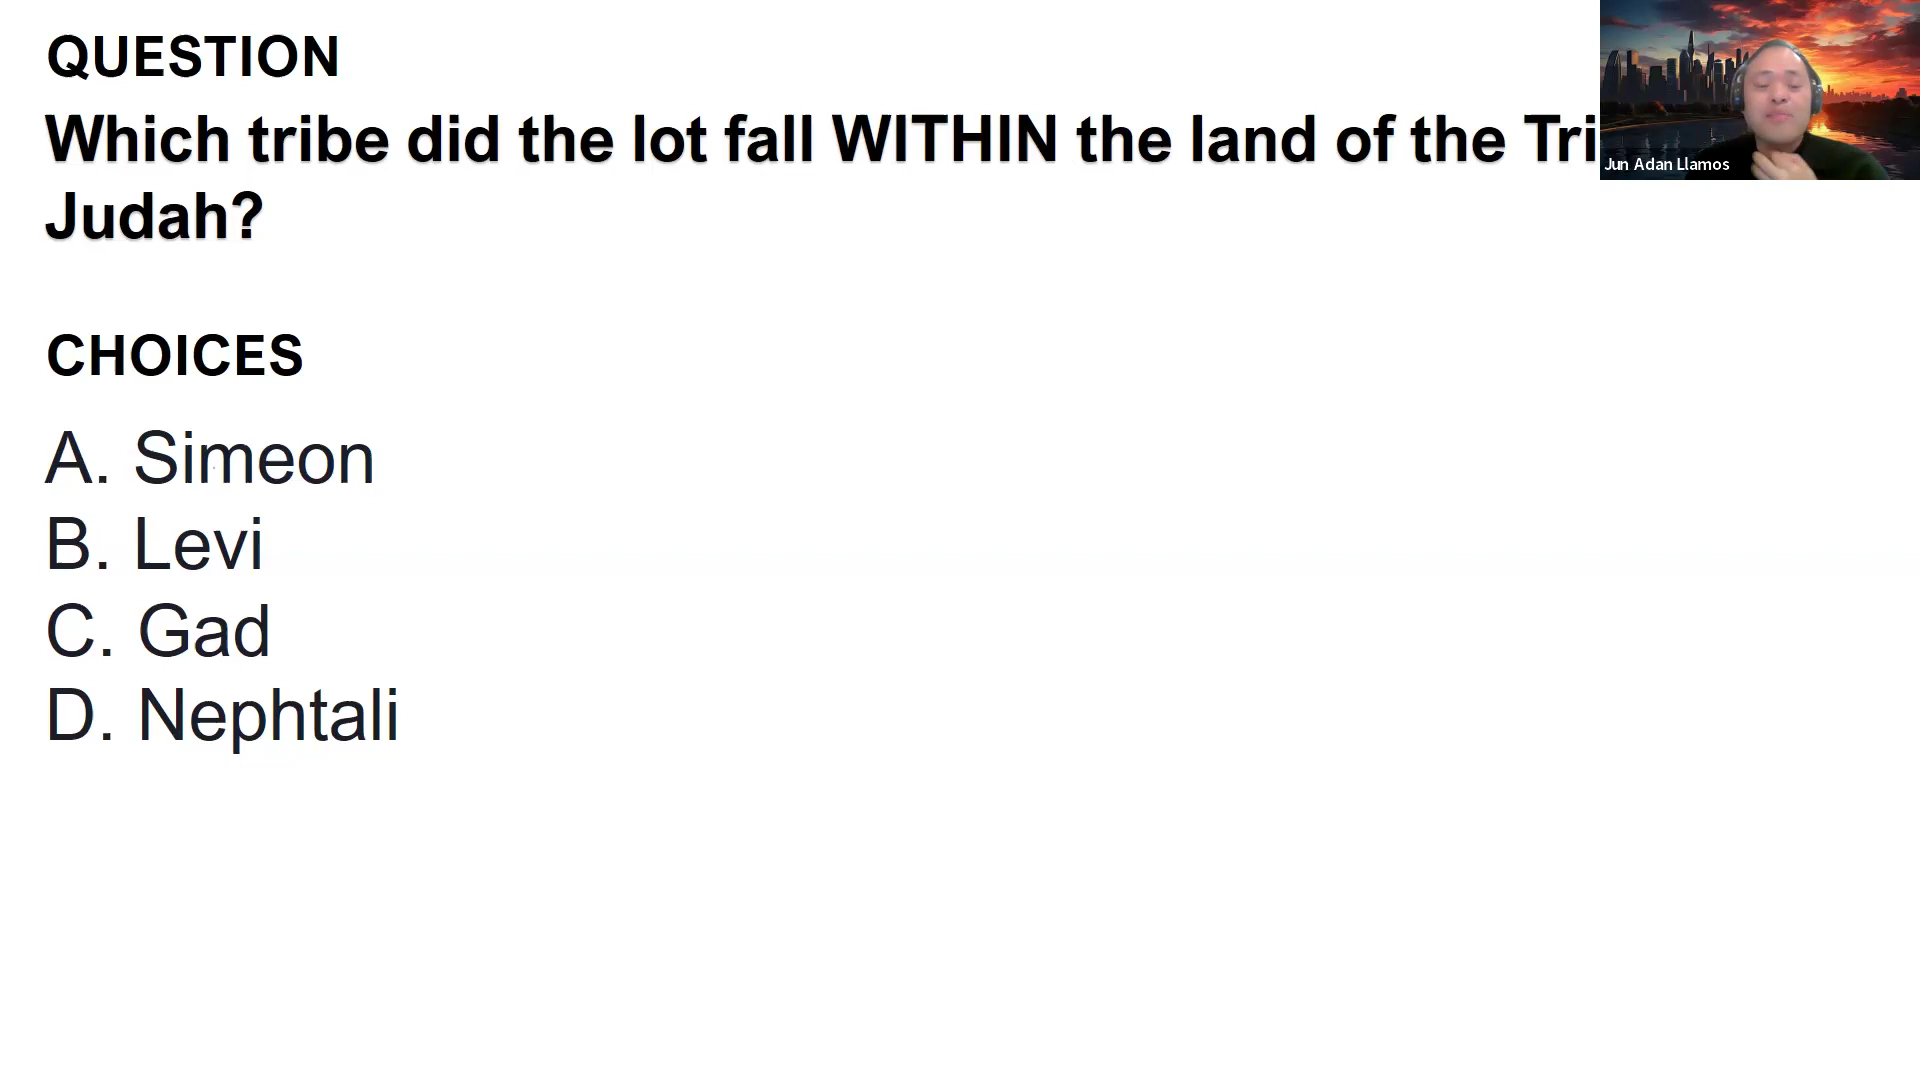 QUESTION
Which tribe did the lot fall WITHIN the land of the Tri
Judah?
CHOICES
A. Simeon
B. Levi
C. Gad
D. Nephtali
Jun Adan Llamos